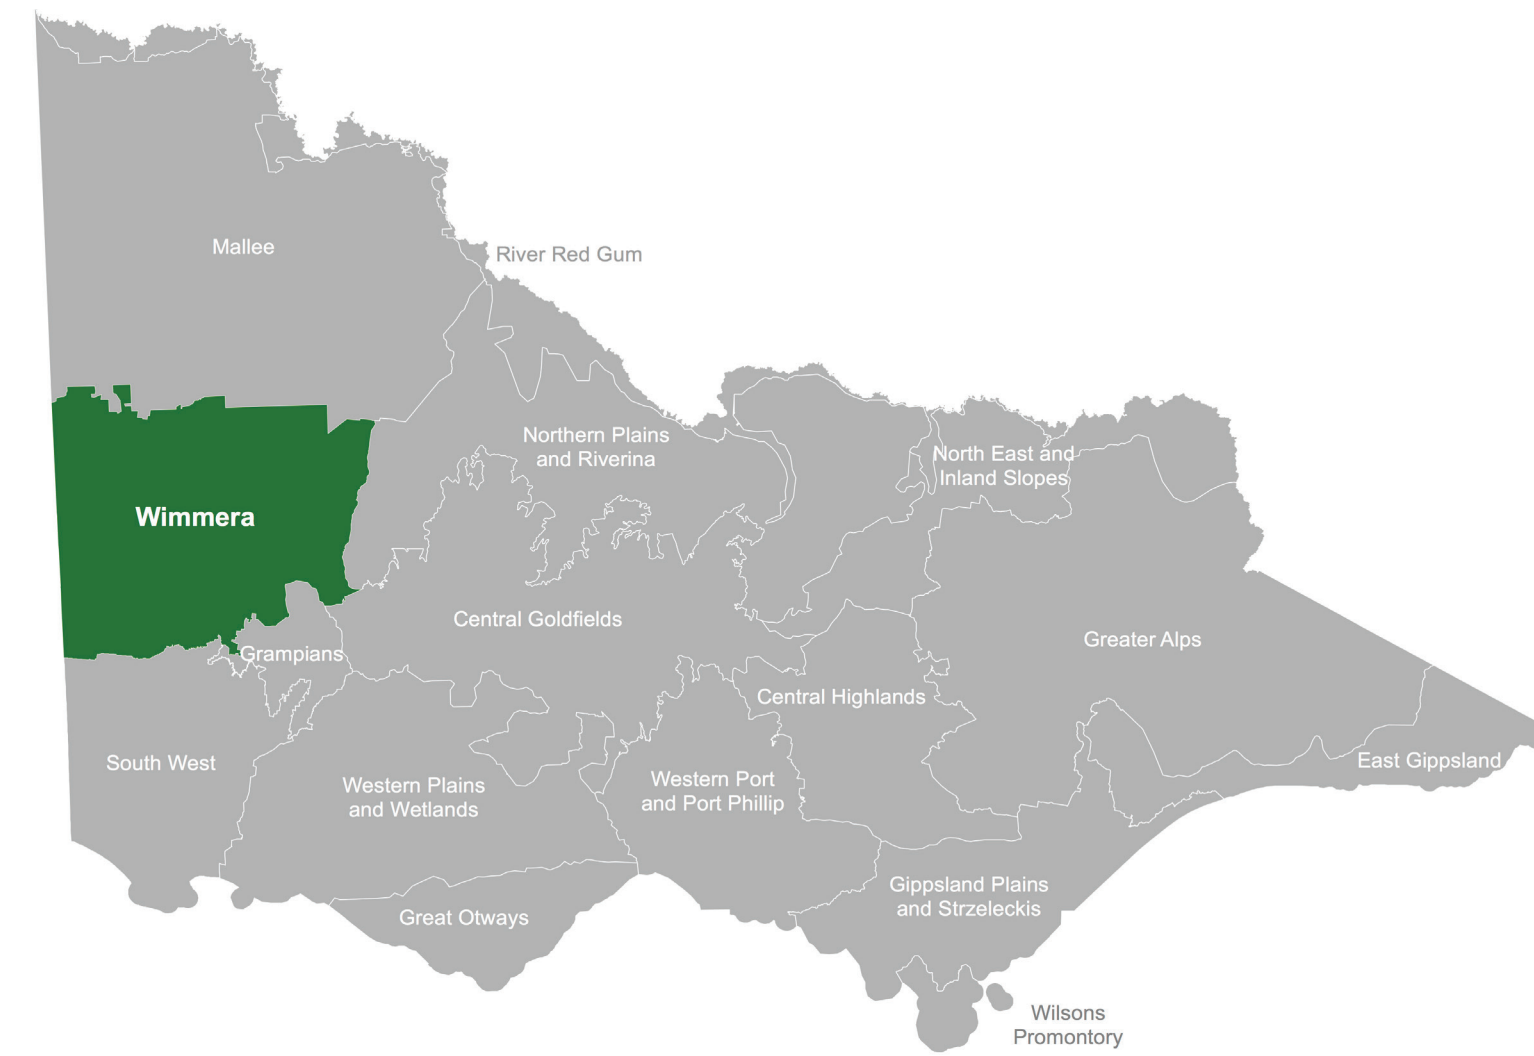 Mallee
River Red Gum
Northern Plains
and Riverina
North East and
Inland Slopes
Wimmera
Central Goldfields
Greater Alps
Grampians
Central Highlands
South West
East Gippsland
Western Plains
and Wetlands
Western Port
and Port Phillip
Gippsland Plains
and Strzeleckis
Great Otways
Wilsons
Promontory